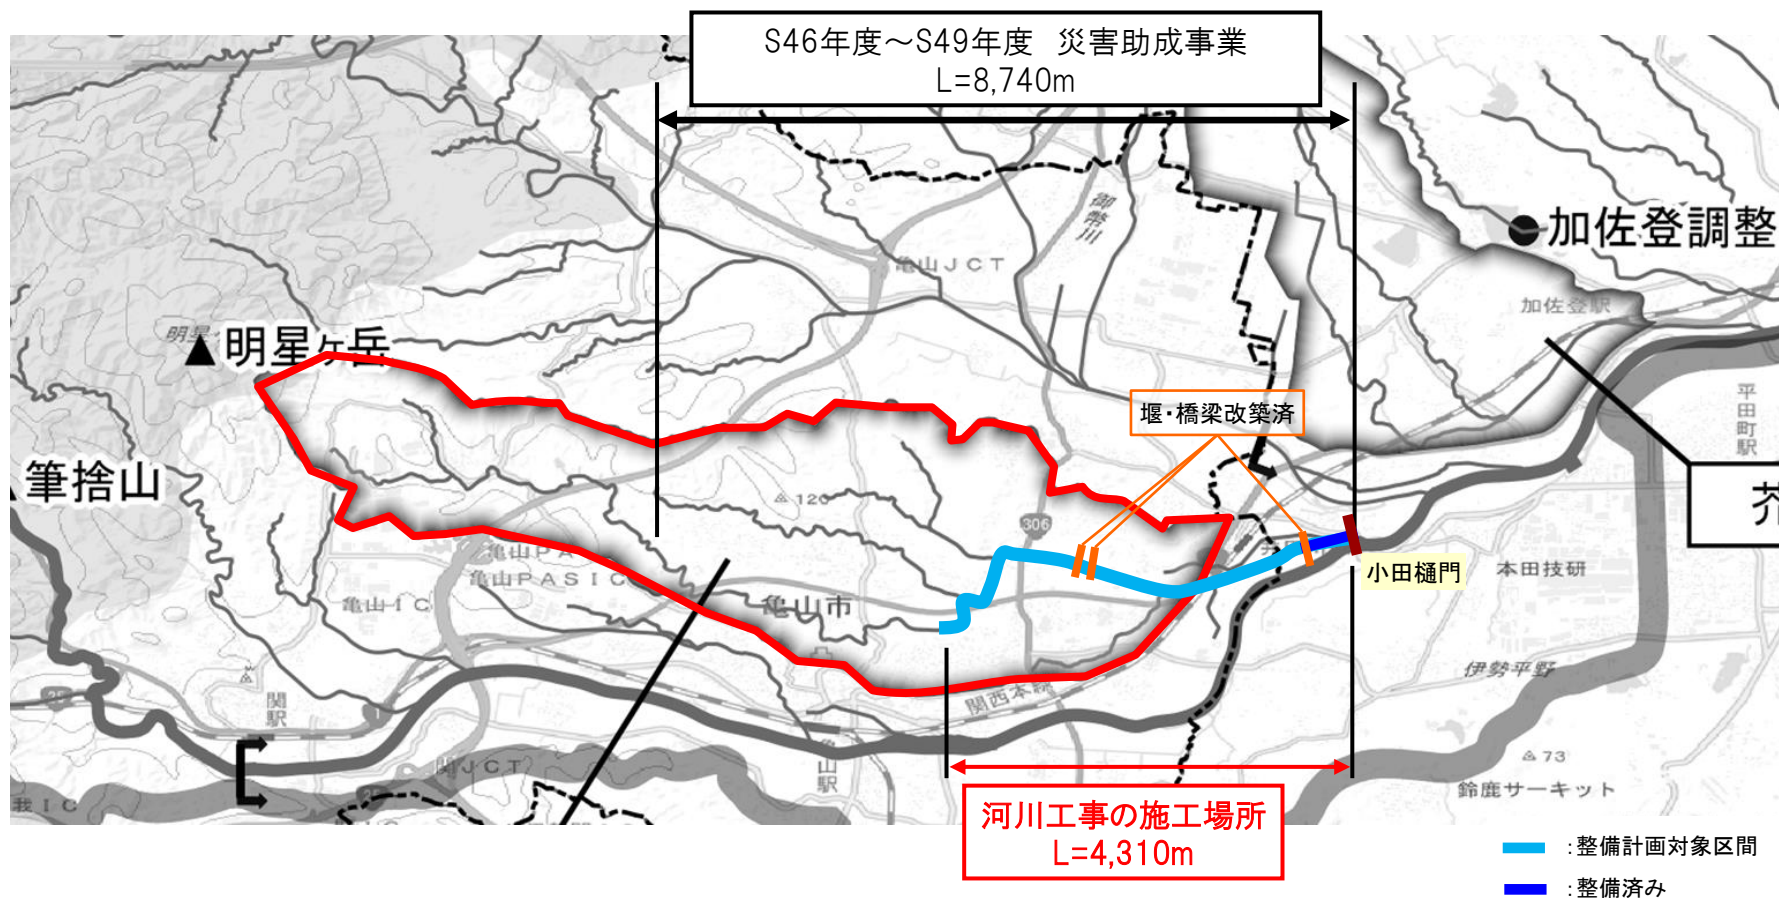 S46年度～S49年度 災害助成事業
L=8,740m
御幣川
加佐登調整
亀山JCT
加佐登駅
明星ヶ岳
平田町駅
堰・橋梁改築済
筆捨山
芥
120
306
亀山PA
亀山PASIC
小田樋門
本田技研
亀山IC
亀山市
伊勢平野
関駅
関西本線
関JCT
亀山駅
73
我IC
鈴鹿サーキット
河川工事の施工場所
L=4,310m
：整備計画対象区間
：整備済み